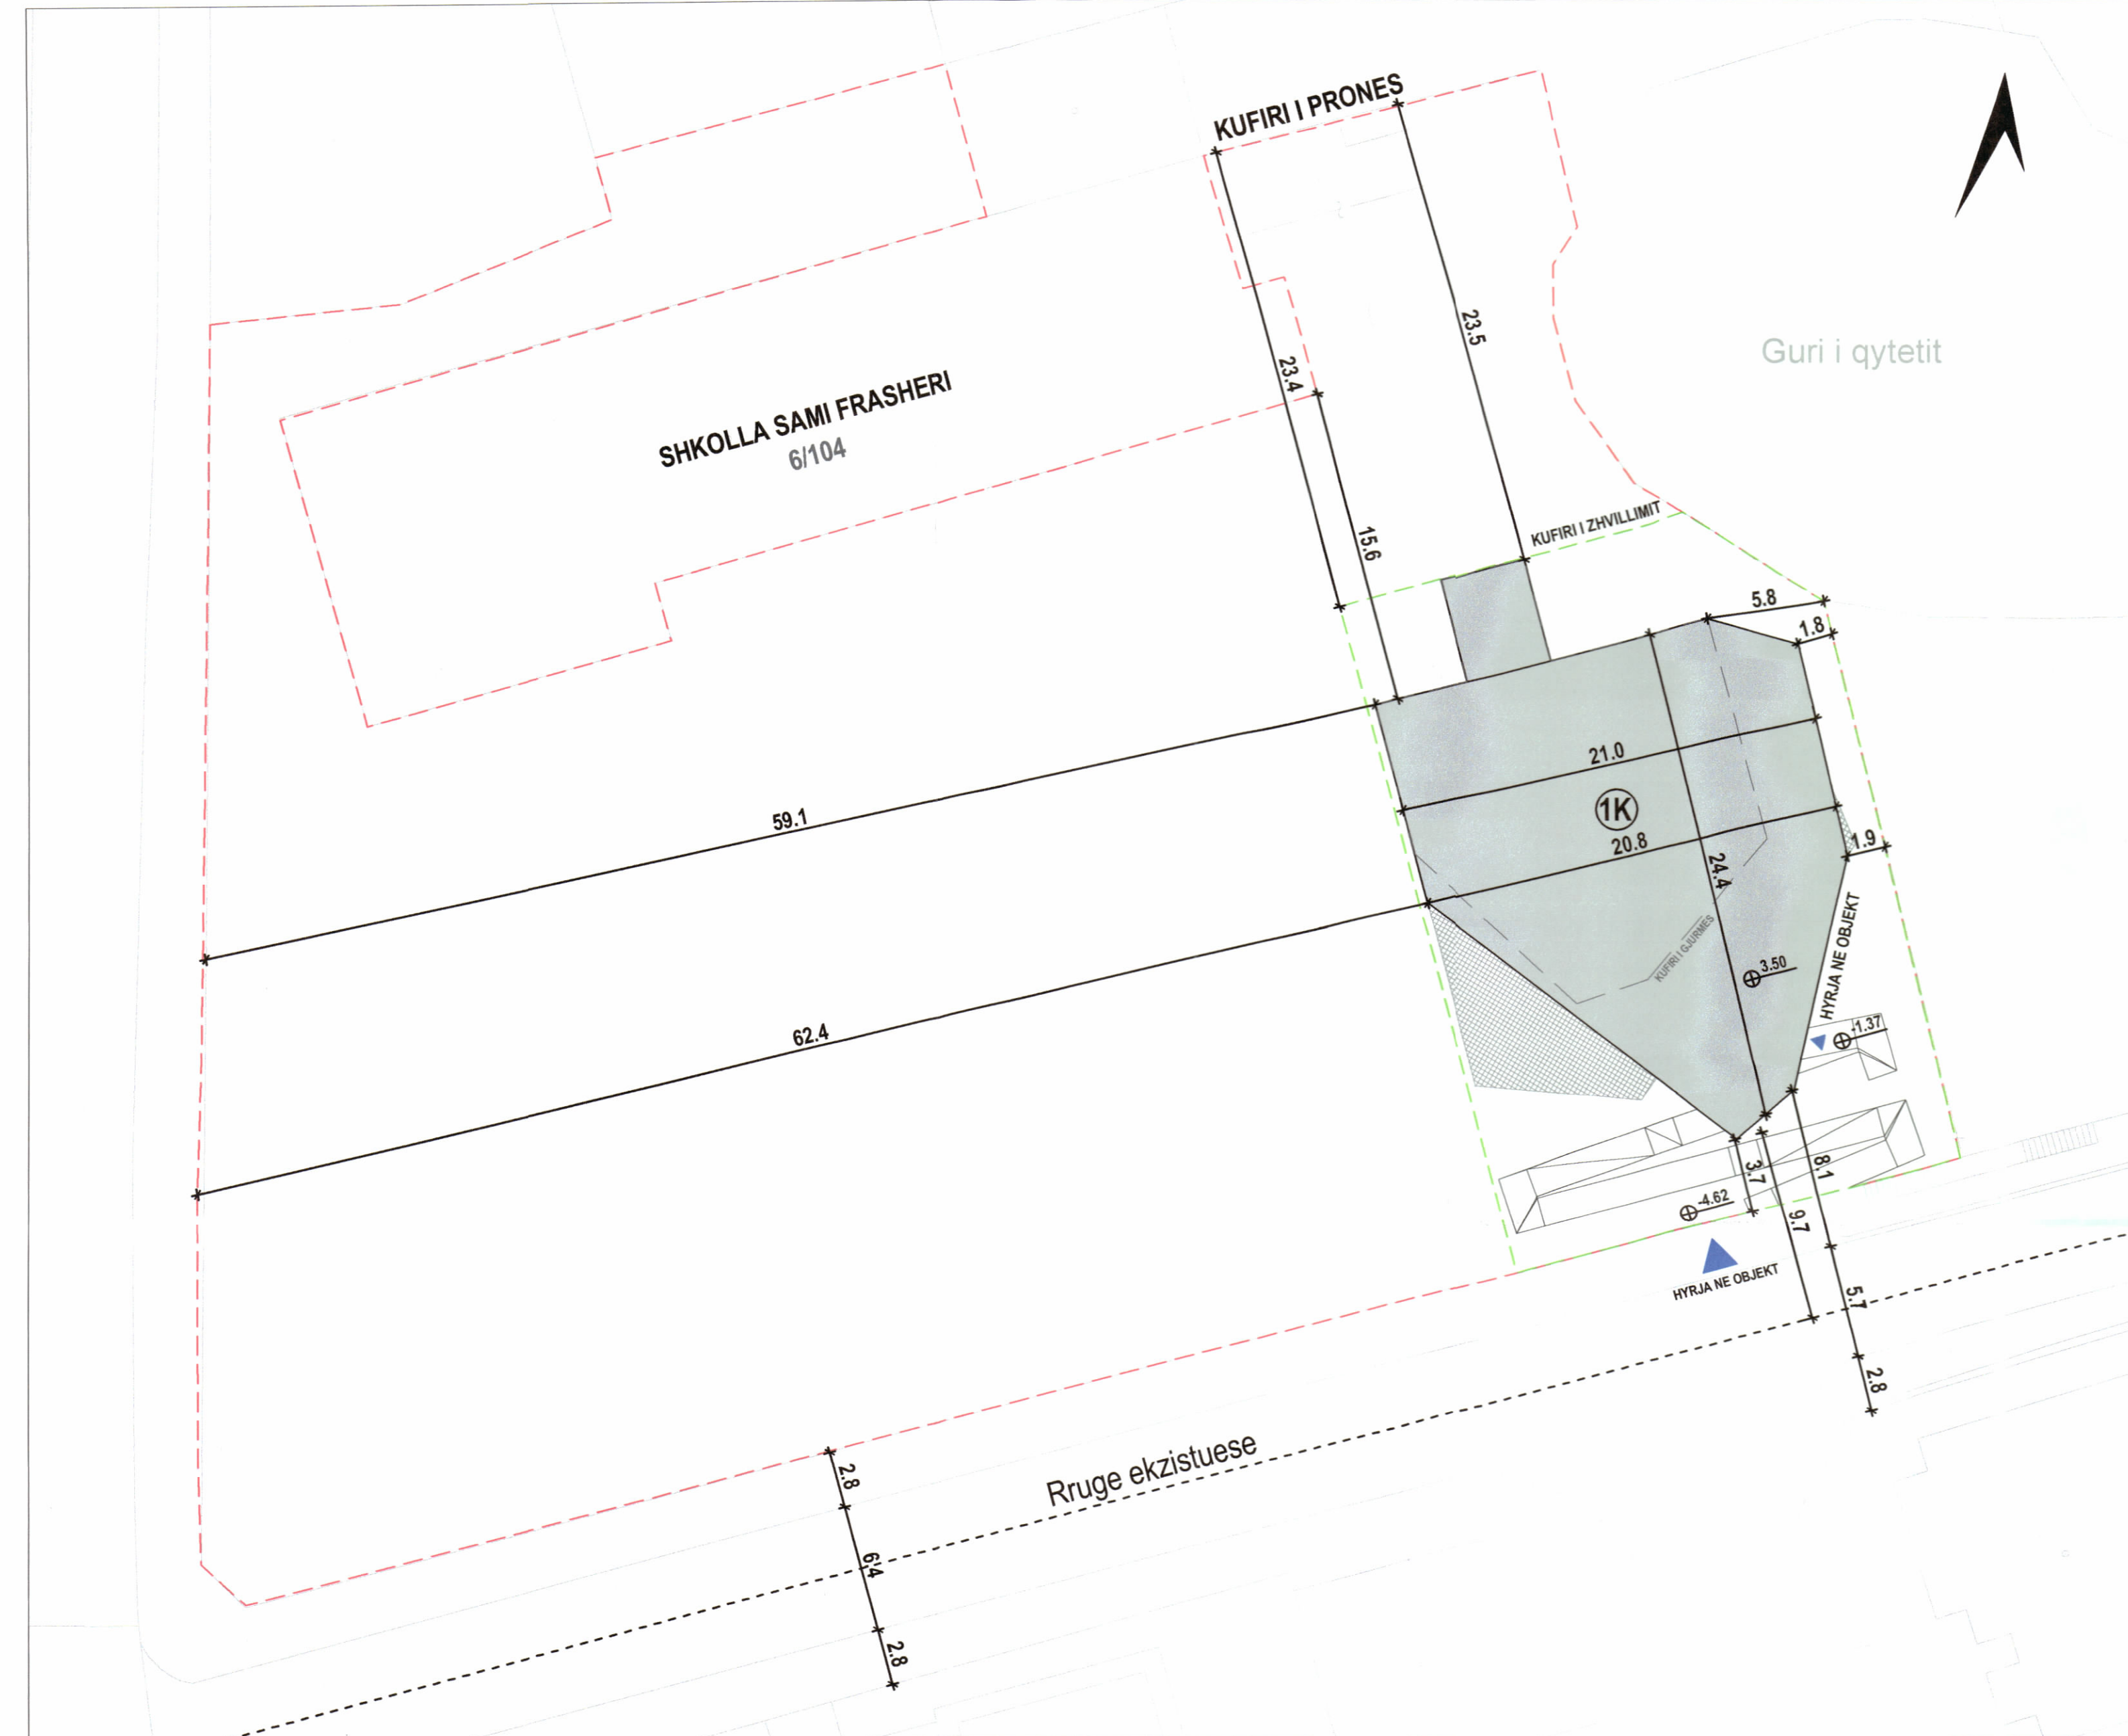 KUFIRI I PRONES
23.5
Guri i qytetit
23.4
SHKOLLA SAMI FRASHERI
6/104
15.6
KUFIRI I ZHVILLIMIT
5.8
1.8
21.0
1K
59.1
20.8
1.9
24.4
KUFIRI I GJURMES
3.50
HYRJA NE OBJEKT
-1.37
62.4
3.7
8.1
-4.62
9.7
HYRJA NE OBJEKT
5.7
2.8
Rruge ekzistuese
2.8
6.4
2.8